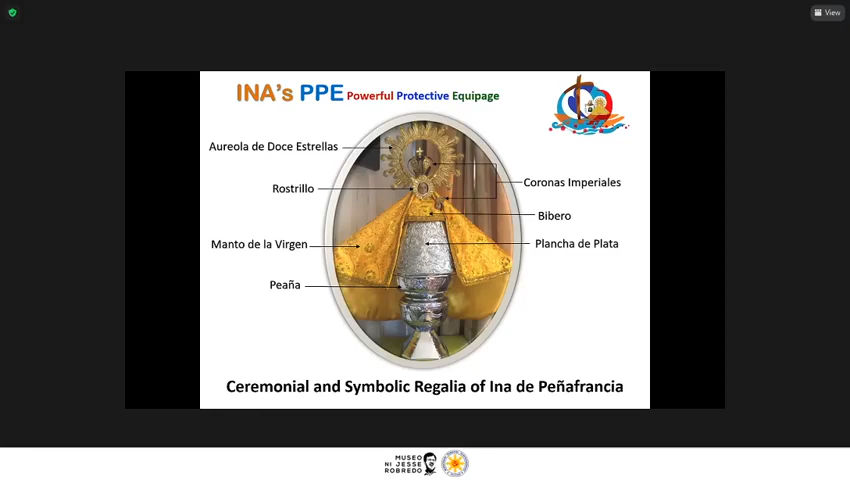 View
INA's PPE Powerful Protective Equipage
Aureola de Doce Estrellas
Rostrillo
Coronas Imperiales
Bibero
Manto de la Virgen
Plancha de Plata
Peaña
Ceremonial and Symbolic Regalia of Ina de Peñafrancia
MUSEO
NI JESSE
ROBREDO